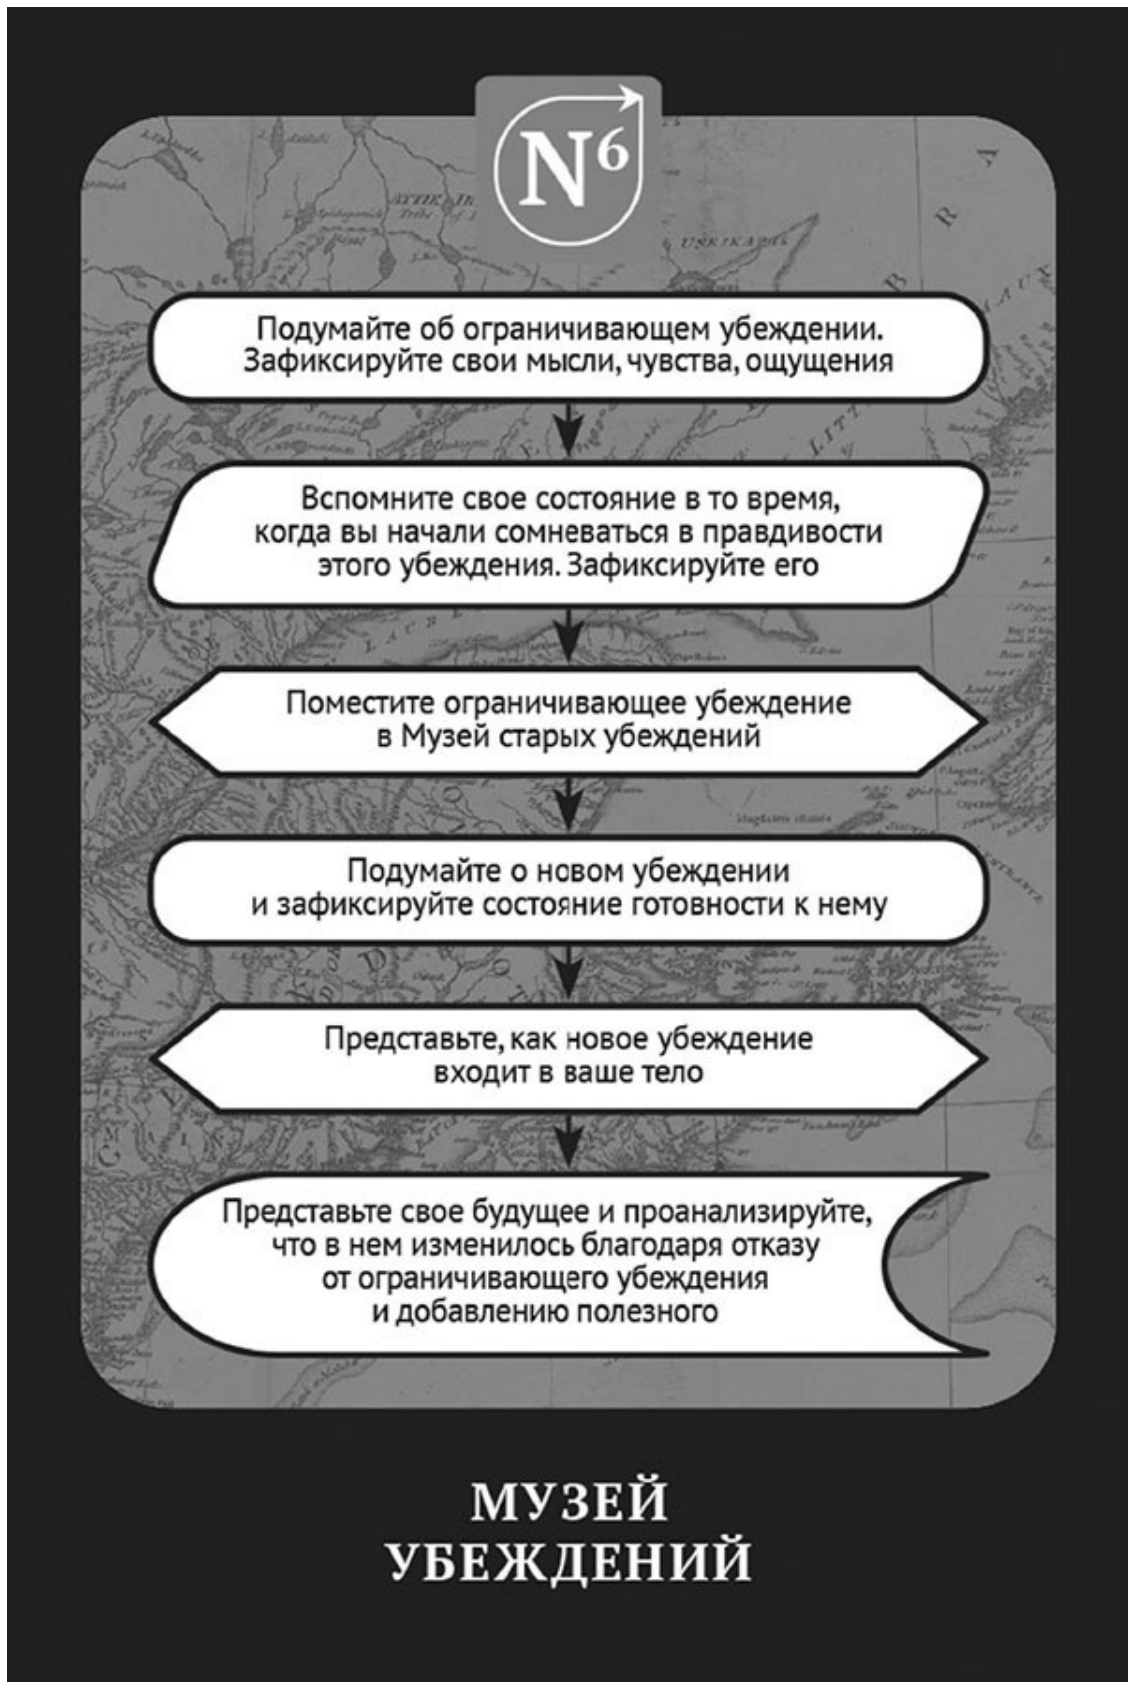 N6
Подумайте об ограничивающем убеждении.
Зафиксируйте свои мысли, чувства, ощущения
Вспомните свое состояние в то время,
когда вы начали сомневаться в правдивости
этого убеждения. Зафиксируйте его
Поместите ограничивающее убеждение
в Музей старых убеждений
Подумайте о новом убеждении
и зафиксируйте состояние готовности к нему
Представьте, как новое убеждение
входит в ваше тело
Представьте свое будущее и проанализируйте,
что в нем изменилось благодаря отказу
от ограничивающего убеждения
и добавлению полезного
МУЗЕЙ
УБЕЖДЕНИЙ